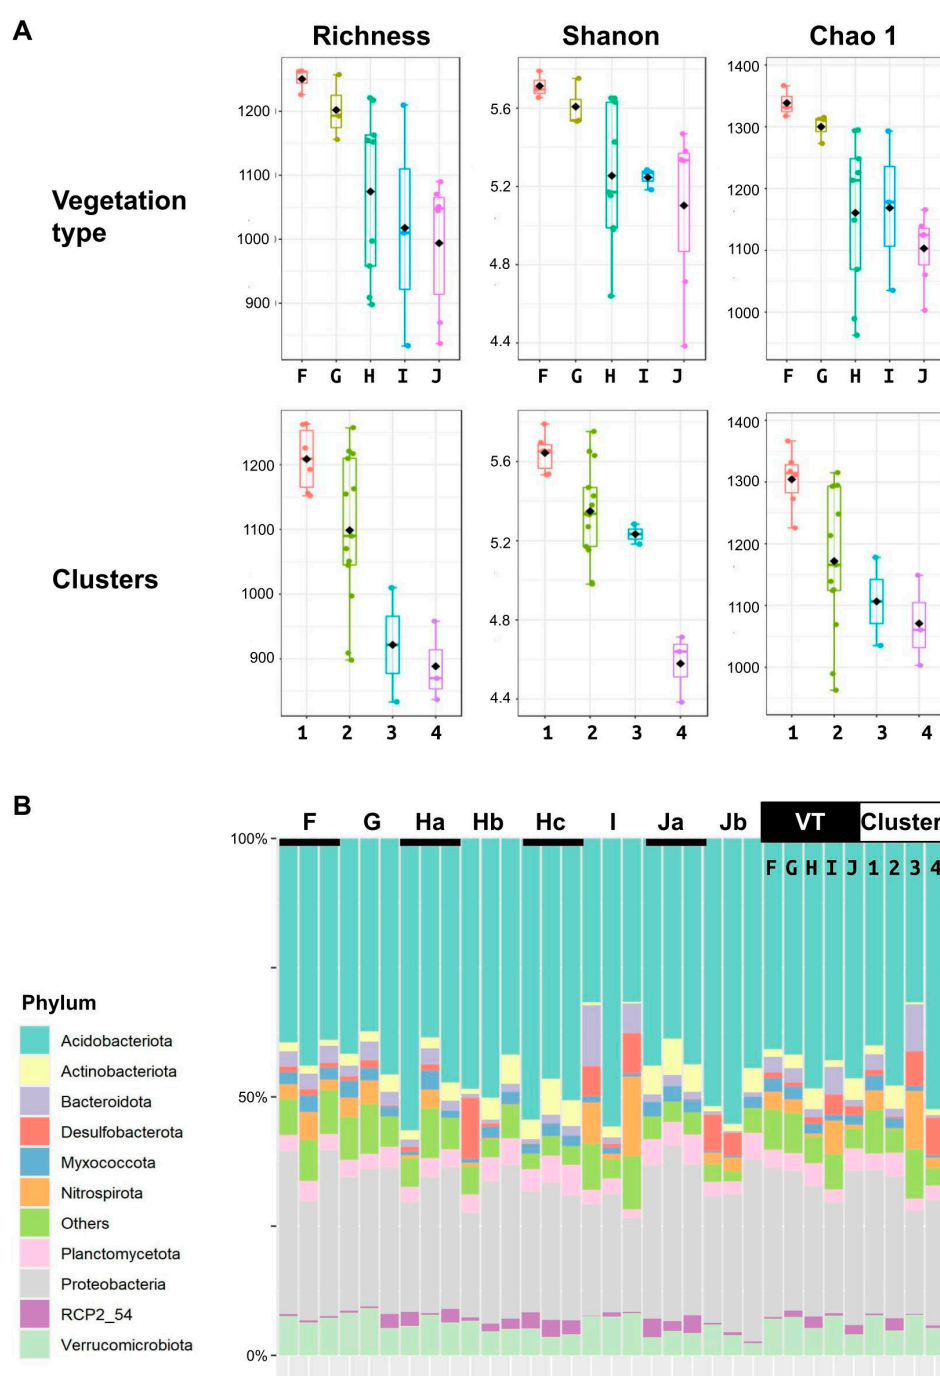 A
Richness Shanon Chao 1
Vegetation
type
1200
1100
1000
900
F G H I J
5.6
5.2
4.8
4.4
F G H I J
1400
1300
1200
1100
1000
F G H I J
Clusters
1200
1100
1000
900
1 2 3 4
5.6
5.2
4.8
4.4
1 2 3 4
1400
1300
1200
1100
1000
1 2 3 4
B
F G Ha Hb Hc I Ja Jb VT Cluster
F G H I J 1 2 3 4
100%
50%
0%
Phylum
Acidobacteriota
Actinobacteriota
Bacteroidota
Desulfobacterota
Myxococcota
Nitrospirota
Others
Planctomycetota
Proteobacteria
RCP2_54
Verrucomicrobiota